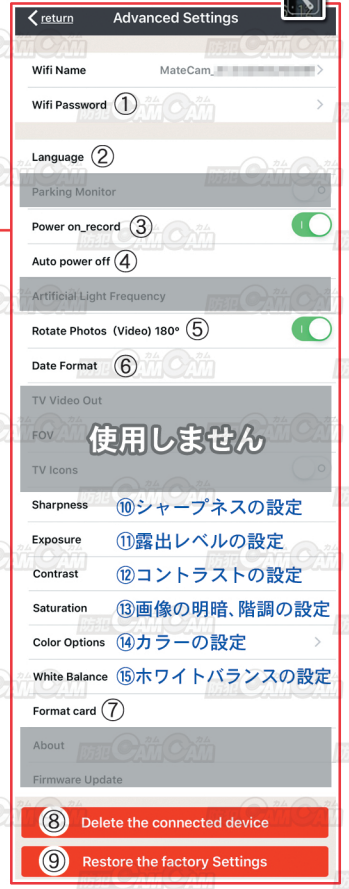 return Advanced Settings
Wifi Name MateCam_
Wifi Password ①
Language ②
Parking Monitor
Power on_record ③
Auto power off ④
Artificial Light Frequency
Rotate Photos (Video) 180° ⑤
Date Format ⑥
TV Video Out
FOV
使用しません
TV Icons
Sharpness ⑩シャープネスの設定
Exposure ⑪露出レベルの設定
Contrast ⑫コントラストの設定
Saturation ⑬画像の明暗、階調の設定
Color Options ⑭カラーの設定
White Balance ⑮ホワイトバランスの設定
Format card ⑦
About
Firmware Update
⑧ Delete the connected device
⑨ Restore the factory Settings